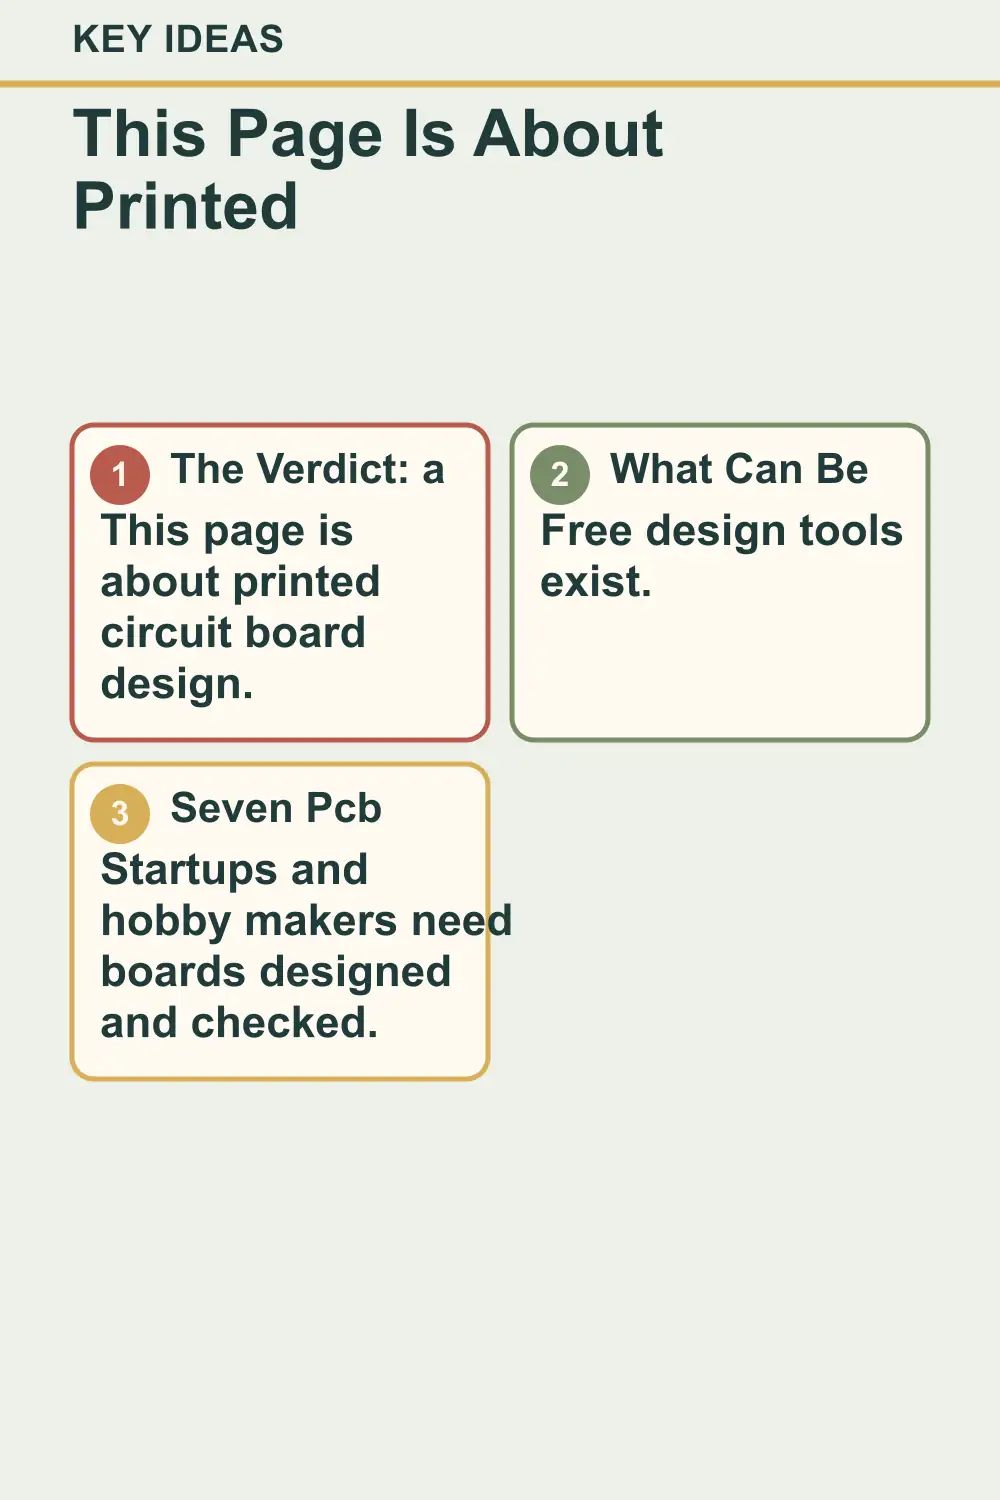 KEY IDEAS
This Page Is About
Printed
1 The Verdict: a
This page is
about printed
circuit board
design.
2 What Can Be
Free design tools
exist.
3 Seven Pcb
Startups and
hobby makers need
boards designed
and checked.